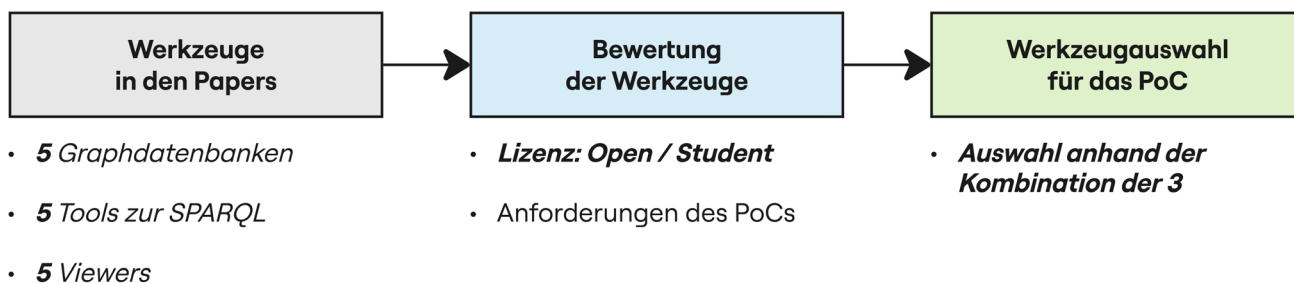 Werkzeuge
in den Papers
• 5 Graphdatenbanken
• 5 Tools zur SPARQL
• 5 Viewers
Bewertung
der Werkzeuge
• Lizenz: Open / Student
• Anforderungen des PoCs
Werkzeugauswahl
für das PoC
• Auswahl anhand der
Kombination der 3